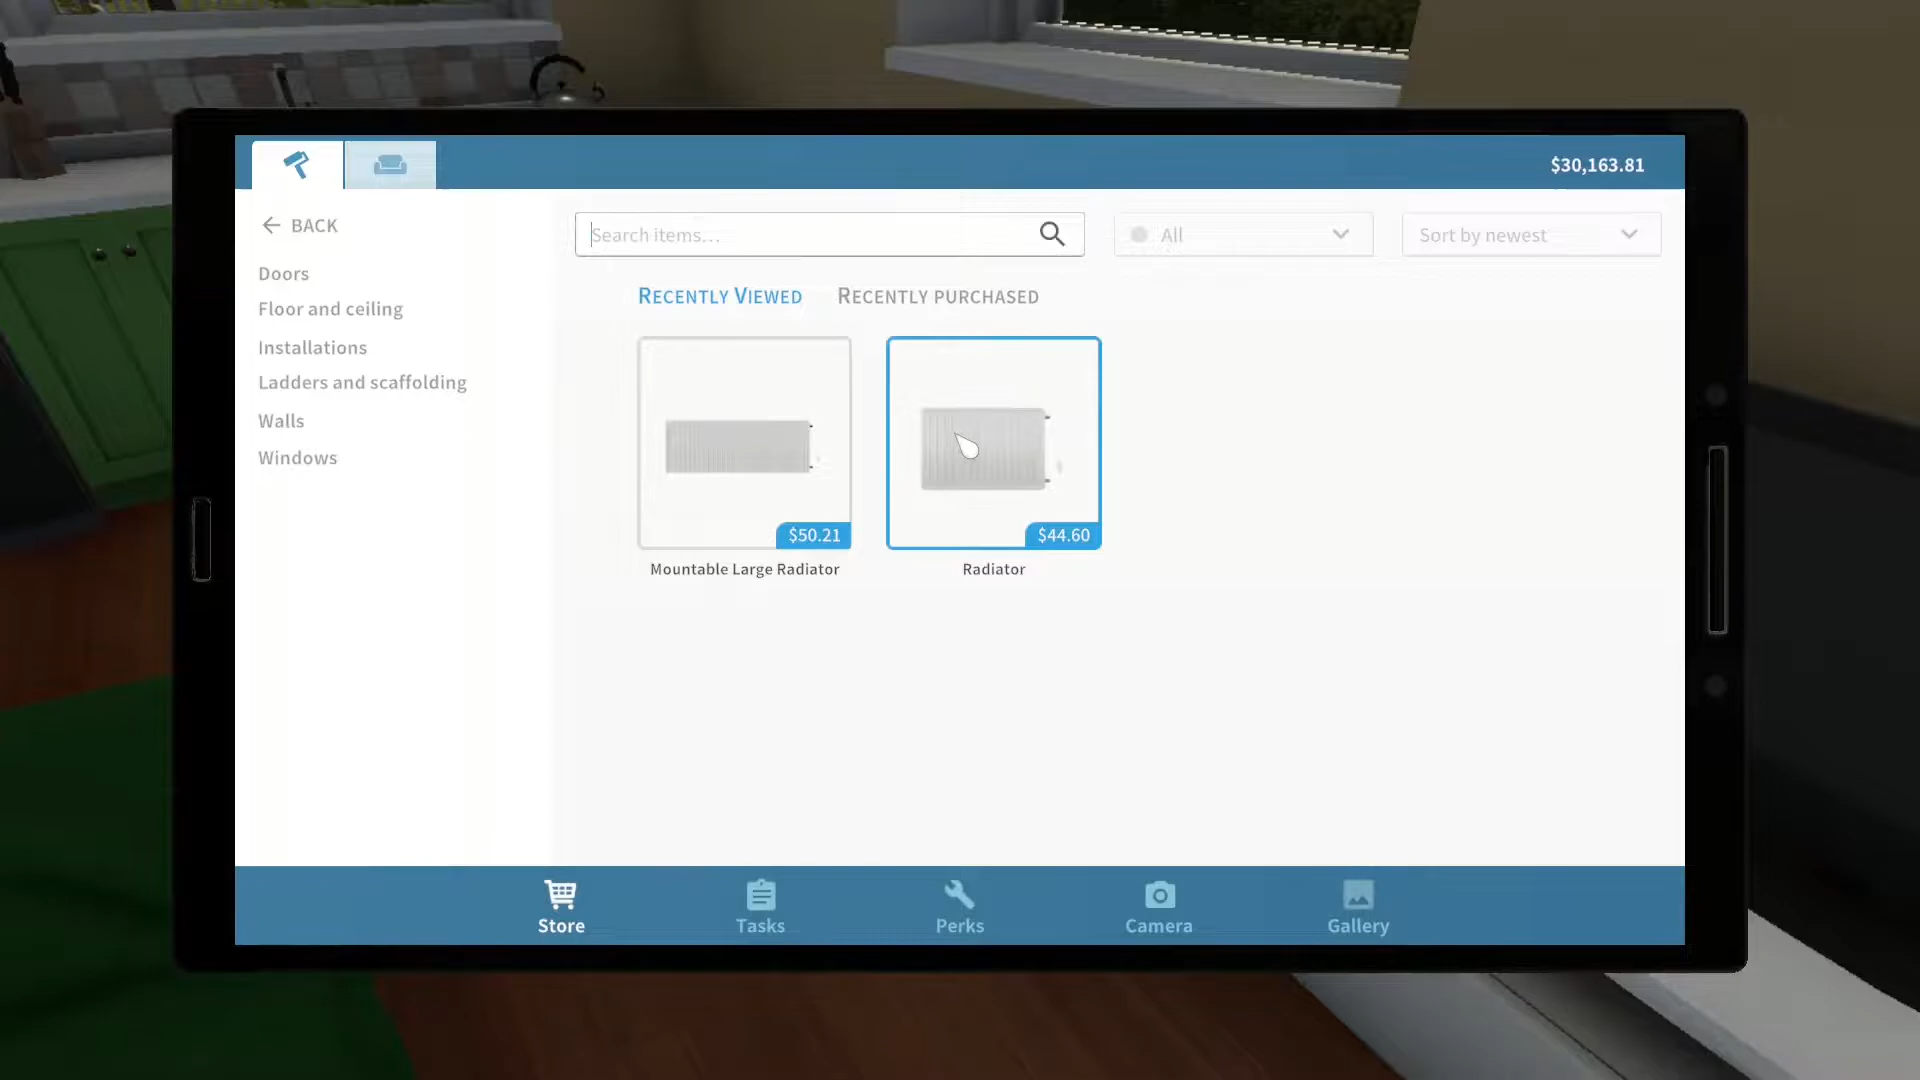 $30,163.81
BACK
Search items...
All
Sort by newest
Doors
Floor and ceiling
Installations
Ladders and scaffolding
Walls
Windows
RECENTLY VIEWED
RECENTLY PURCHASED
$50.21
$44.60
Mountable Large Radiator
Radiator
Store
Tasks
Perks
Camera
Gallery